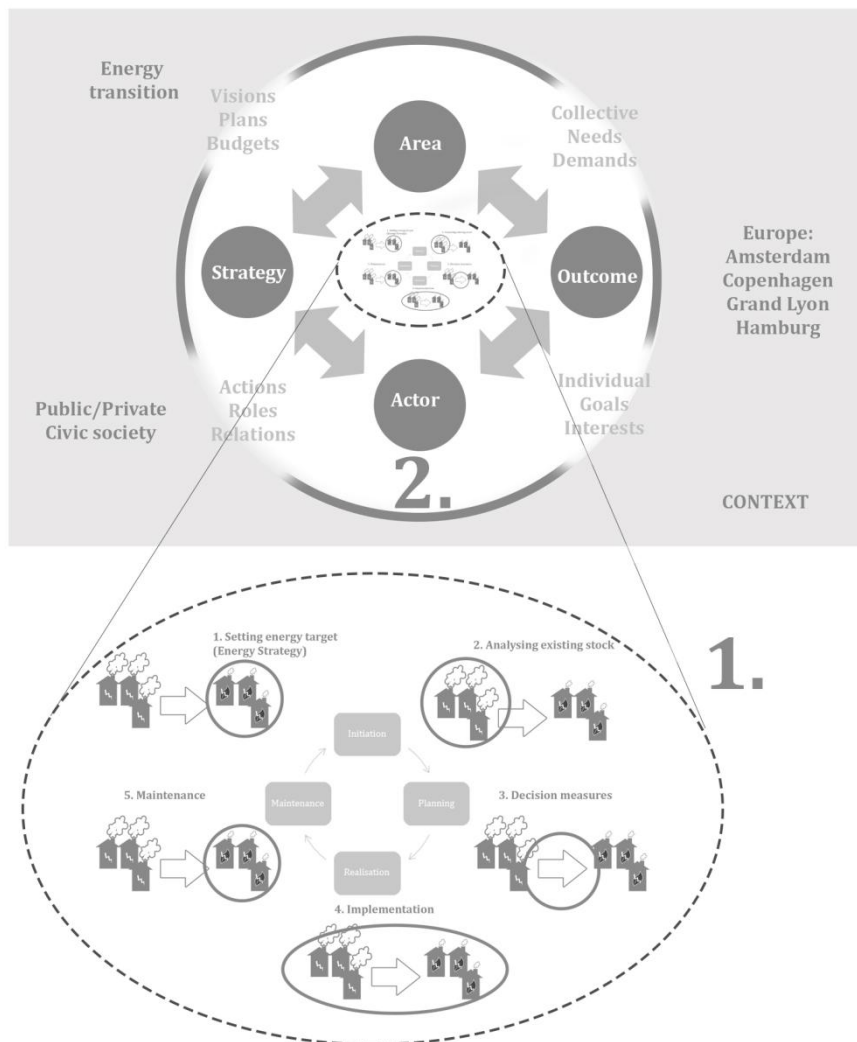 Energy
transition
Visions
Plans
Budgets
Area
Collective
Needs
Demands
Strategy
Outcome
Europe:
Amsterdam
Copenhagen
Grand Lyon
Hamburg
Public/Private
Civic society
Actions
Roles
Relations
Actor
Individual
Goals
Interests
2.
CONTEXT
1.
1. Setting energy target
(Energy Strategy)
2. Analysing existing stock
Initiation
5. Maintenance
Maintenance
Planning
3. Decision measures
Realization
4. Implementation